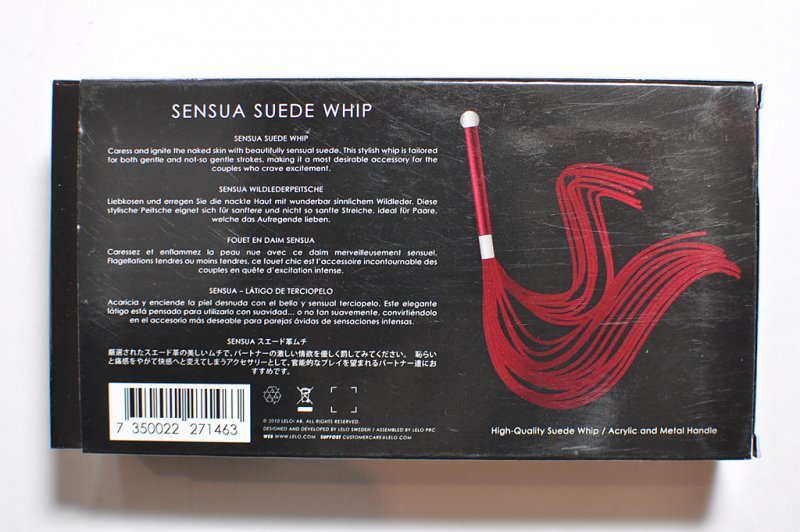 SENSUA SUEDE WHIP
SENSUA SUEDE WHIP
Caress and ignite the naked skin with beautifully sensual suede. This stylish whip is tailored
for both gentle and not-so gentle strokes, making it a most desirable accessory for the
couples who crave excitement.
SENSUA WILDLEDERPEITSCHE
Liebkosen und erregen Sie die nackte Haut mit wunderbar sinnlichem Wildleder. Diese
stylische Peitsche eignet sich für sanftere und nicht so sanfte Streiche, ideal für Paare,
welche das Aufregende lieben.
FOUET EN DAIM SENSUA
Caressez et enflammez la peau nue avec ce daim merveilleusement sensuel.
Flagellations tendres ou moins tendres, ce fouet chic est l'accessoire incontournable des
couples en quête d'excitation intense.
SENSUA – LÁTIGO DE TERCIOPELO
Acaricia y enciende la piel desnuda con el bello y sensual terciopelo. Este elegante
látigo está pensado para utilizarlo con suavidad... o no tan suavemente, convirtiéndolo
en el accesorio más deseable para parejas ávidas de sensaciones intensas.
SENSUA スエード革ムチ
厳選されたスエード革の美しいムチで、パートナーの激しい情欲を優しく罰してみてください。 恥らい
と痛感をやがて快感へと変えてしまうアクセサリーとして、官能的なプレイを望まれるパートナー達にお
すすめです。
7 350022 271463
© 2010 LELOi AB. ALL RIGHTS RESERVED.
DESIGNED AND DEVELOPED BY LELO SWEDEN / ASSEMBLED BY LELO PRC.
WEB WWW.LELO.COM SUPPORT CUSTOMERCARE@LELO.COM
High-Quality Suede Whip / Acrylic and Metal Handle